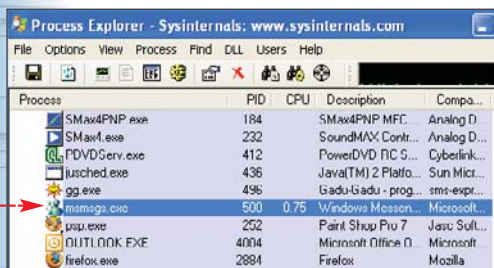 Process Explorer - Sysinternals: www.sysinternals.com
File Options View Process Find DLL Users Help
Process PID CPU Description Compa...
SMax4PNP.exe 184 SMax4PNP MFC... Analog D...
SMax4.exe 232 SoundMAX Contr... Analog D...
PDVDServ.exe 412 PowerDVD RC S... Cyberlink...
jusched.exe 436 Java(TM) 2 Platfo... Sun Micr...
gg.exe 496 Gadu-Gadu - prog... sms-expr...
msmsgs.exe 500 0.75 Windows Messen... Microsoft...
psp.exe 252 Paint Shop Pro 7 Jasc Soft...
OUTLOOK.EXE 4004 Microsoft Office O... Microsoft...
firefox.exe 2884 Firefox Mozilla